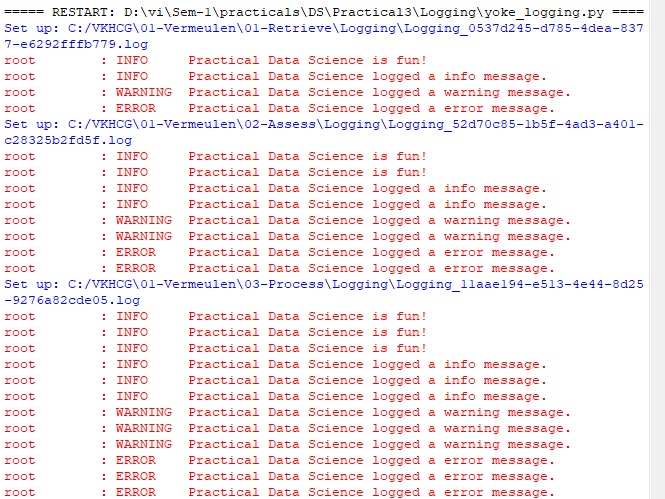 ===== RESTART: D:\vi\Sem-1\practicals\DS\Practical3\Logging\yoke_logging.py ====
Set up: C:/VKHCG\01-Vermeulen\01-Retrieve\Logging\Logging_0537d245-d785-4dea-837
7-e6292fffb779.log
root        : INFO     Practical Data Science is fun!
root        : INFO     Practical Data Science logged a info message.
root        : WARNING  Practical Data Science logged a warning message.
root        : ERROR    Practical Data Science logged a error message.
Set up: C:/VKHCG\01-Vermeulen\02-Assess\Logging\Logging_52d70c85-1b5f-4ad3-a401-
c28325b2fd5f.log
root        : INFO     Practical Data Science is fun!
root        : INFO     Practical Data Science is fun!
root        : INFO     Practical Data Science logged a info message.
root        : INFO     Practical Data Science logged a info message.
root        : WARNING  Practical Data Science logged a warning message.
root        : WARNING  Practical Data Science logged a warning message.
root        : ERROR    Practical Data Science logged a error message.
root        : ERROR    Practical Data Science logged a error message.
Set up: C:/VKHCG\01-Vermeulen\03-Process\Logging\Logging_11aae194-e513-4e44-8d25
-9276a82cde05.log
root        : INFO     Practical Data Science is fun!
root        : INFO     Practical Data Science is fun!
root        : INFO     Practical Data Science is fun!
root        : INFO     Practical Data Science logged a info message.
root        : INFO     Practical Data Science logged a info message.
root        : INFO     Practical Data Science logged a info message.
root        : WARNING  Practical Data Science logged a warning message.
root        : WARNING  Practical Data Science logged a warning message.
root        : WARNING  Practical Data Science logged a warning message.
root        : ERROR    Practical Data Science logged a error message.
root        : ERROR    Practical Data Science logged a error message.
root        : ERROR    Practical Data Science logged a error message.